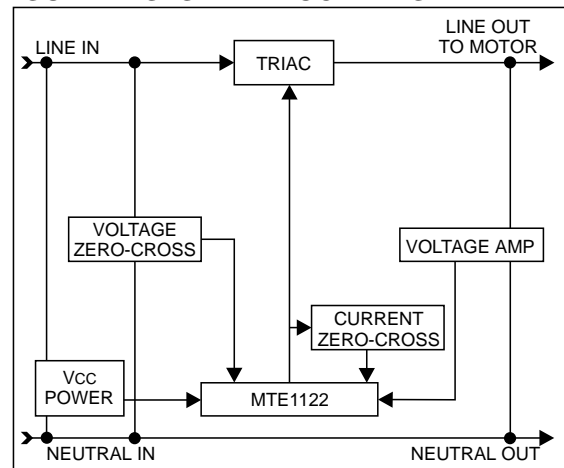 LINE IN
LINE OUT
TO MOTOR
TRIAC
VOLTAGE
ZERO-CROSS
VOLTAGE AMP
CURRENT
ZERO-CROSS
VCC
POWER
MTE1122
NEUTRAL IN
NEUTRAL OUT